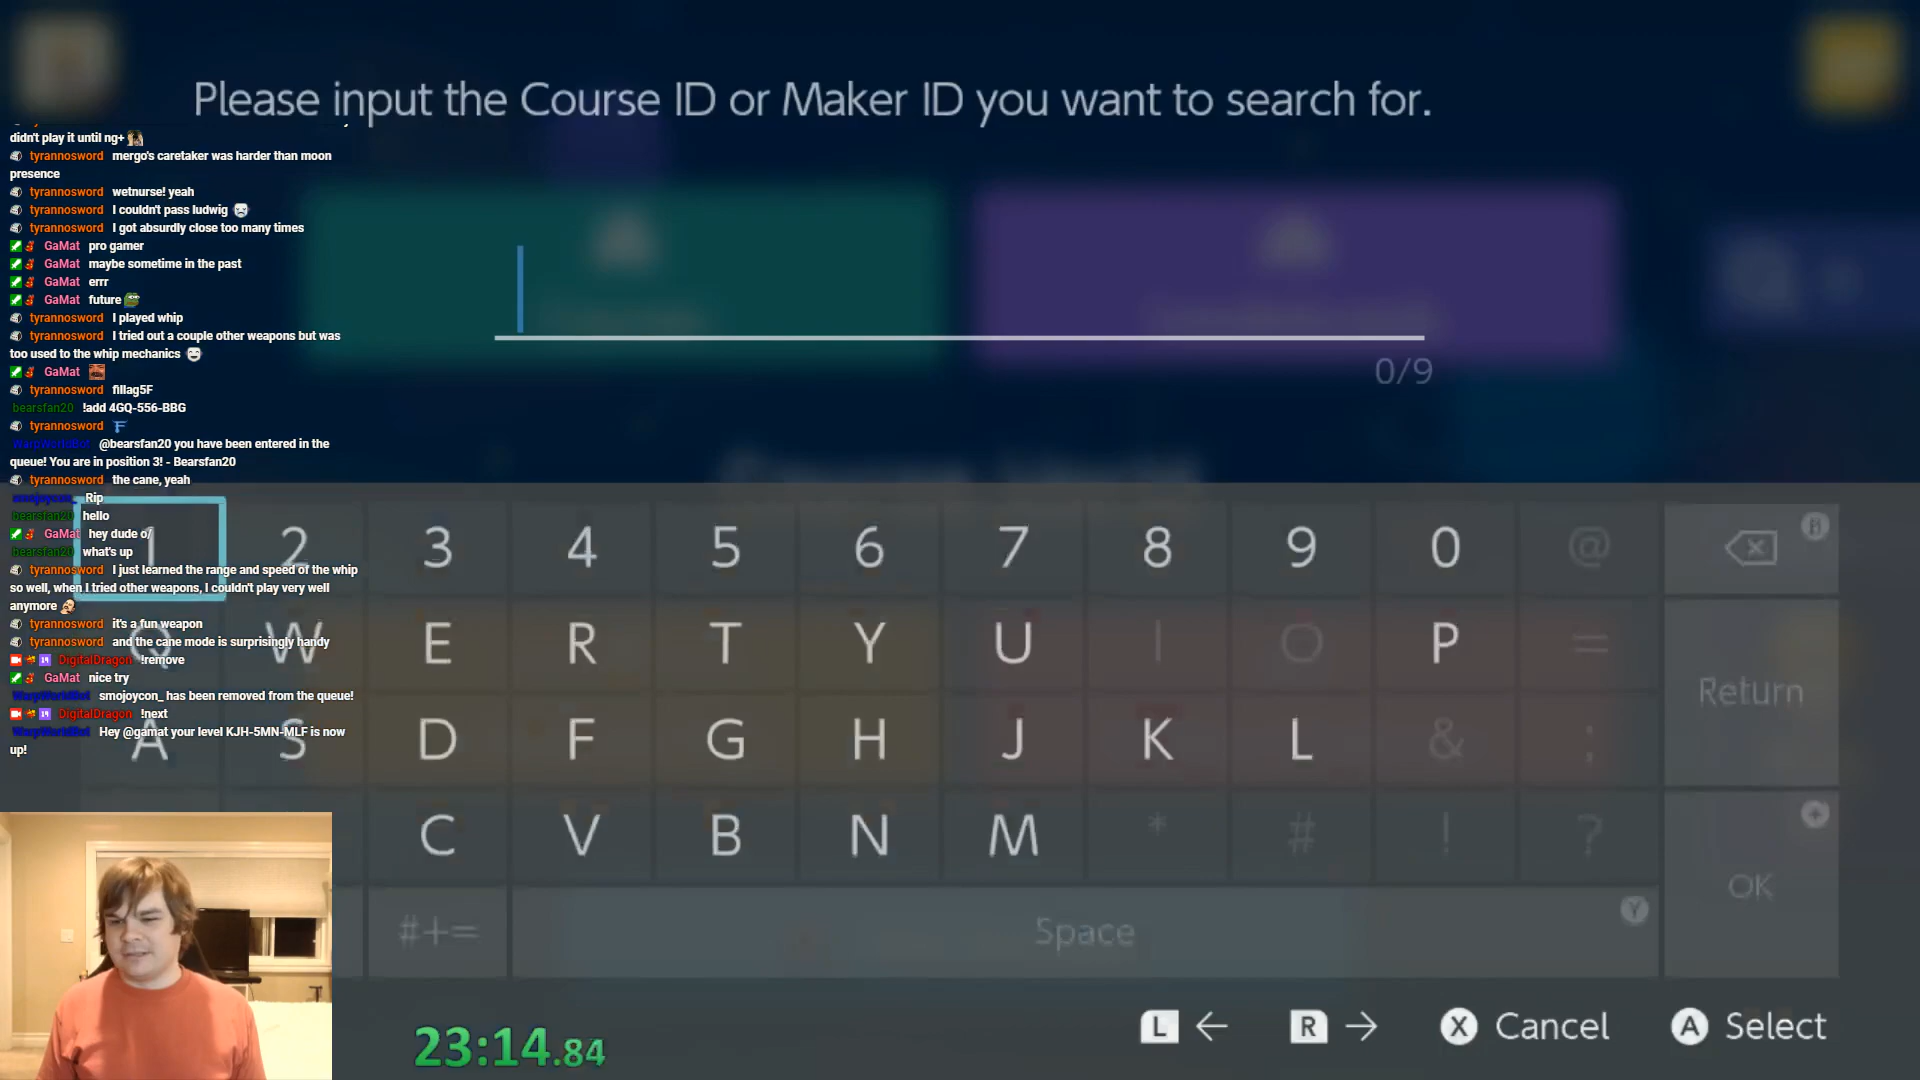 Please input the Course ID or Maker ID you want to search for.
didn't play it until ng+
tyrannosword mergo's caretaker was harder than moon
presence
tyrannosword wetnurse! yeah
tyrannosword I couldn't pass ludwig
tyrannosword I got absurdly close too many times
GaMat pro gamer
GaMat maybe sometime in the past
GaMat errr
GaMat future
tyrannosword I played whip
tyrannosword I tried out a couple other weapons but was
too used to the whip mechanics
GaMat
tyrannosword fillag5F
bearsfan20 !add 4GQ-556-BBG
tyrannosword
WarpWorldBot @bearsfan20 you have been entered in the
queue! You are in position 3! - Bearsfan20
tyrannosword the cane, yeah
smojoycon_ Rip
bearsfan20 hello
GaMat hey dude o/
bearsfan20 what's up
tyrannosword I just learned the range and speed of the whip
so well, when I tried other weapons, I couldn't play very well
anymore
tyrannosword it's a fun weapon
tyrannosword and the cane mode is surprisingly handy
DigitalDragon !remove
GaMat nice try
WarpWorldBot smojoycon_ has been removed from the queue!
DigitalDragon !next
WarpWorldBot Hey @gamat your level KJH-5MN-MLF is now
up!
0/9
1 2 3 4 5 6 7 8 9 0 @
Q W E R T Y U I O P =
Return
A S D F G H J K L & ;
C V B N M * # ! ?
OK
#+= Space Y
L ← R → X Cancel A Select
23:14.84